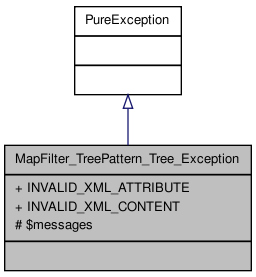 PureException
MapFilter_TreePattern_Tree_Exception
+ INVALID_XML_ATTRIBUTE
+ INVALID_XML_CONTENT
# $messages